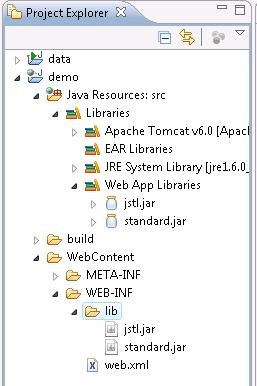 Project Explorer
data
demo
Java Resources: src
Libraries
Apache Tomcat v6.0 [Apac
EAR Libraries
JRE System Library [jre1.6.0_
Web App Libraries
jstl.jar
standard.jar
build
WebContent
META-INF
WEB-INF
lib
jstl.jar
standard.jar
web.xml